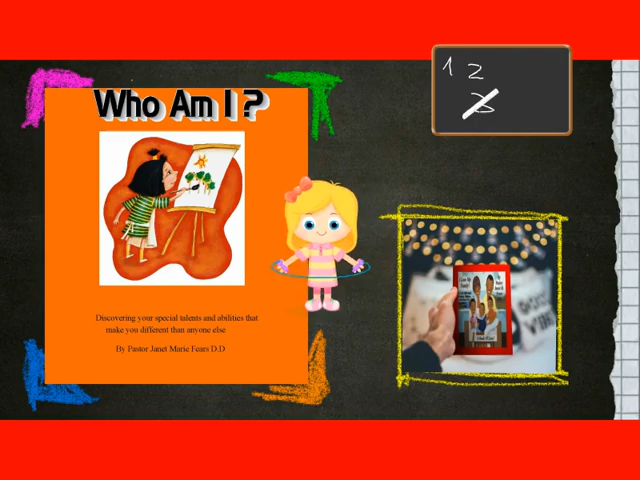 Who Am I ?
Discovering your special talents and abilities that
make you different than anyone else
By Pastor Janet Marie Fears D.D
1 2
3